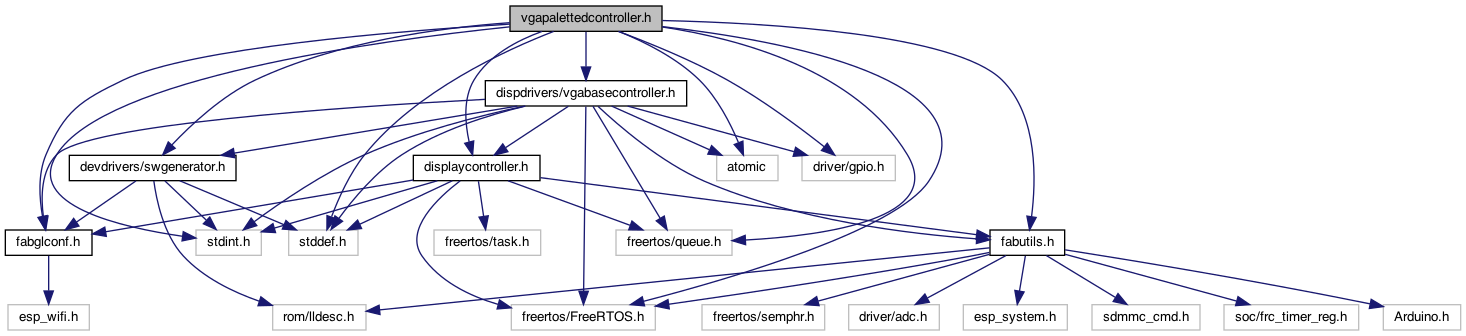 vgapalettedcontroller.h
dispdrivers/vgabasecontroller.h
devdrivers/swgenerator.h
displaycontroller.h
atomic
driver/gpio.h
fabglconf.h
stdint.h
stddef.h
freertos/task.h
freertos/queue.h
fabutils.h
esp_wifi.h
rom/lldesc.h
freertos/FreeRTOS.h
freertos/semphr.h
driver/adc.h
esp_system.h
sdmmc_cmd.h
soc/frc_timer_reg.h
Arduino.h